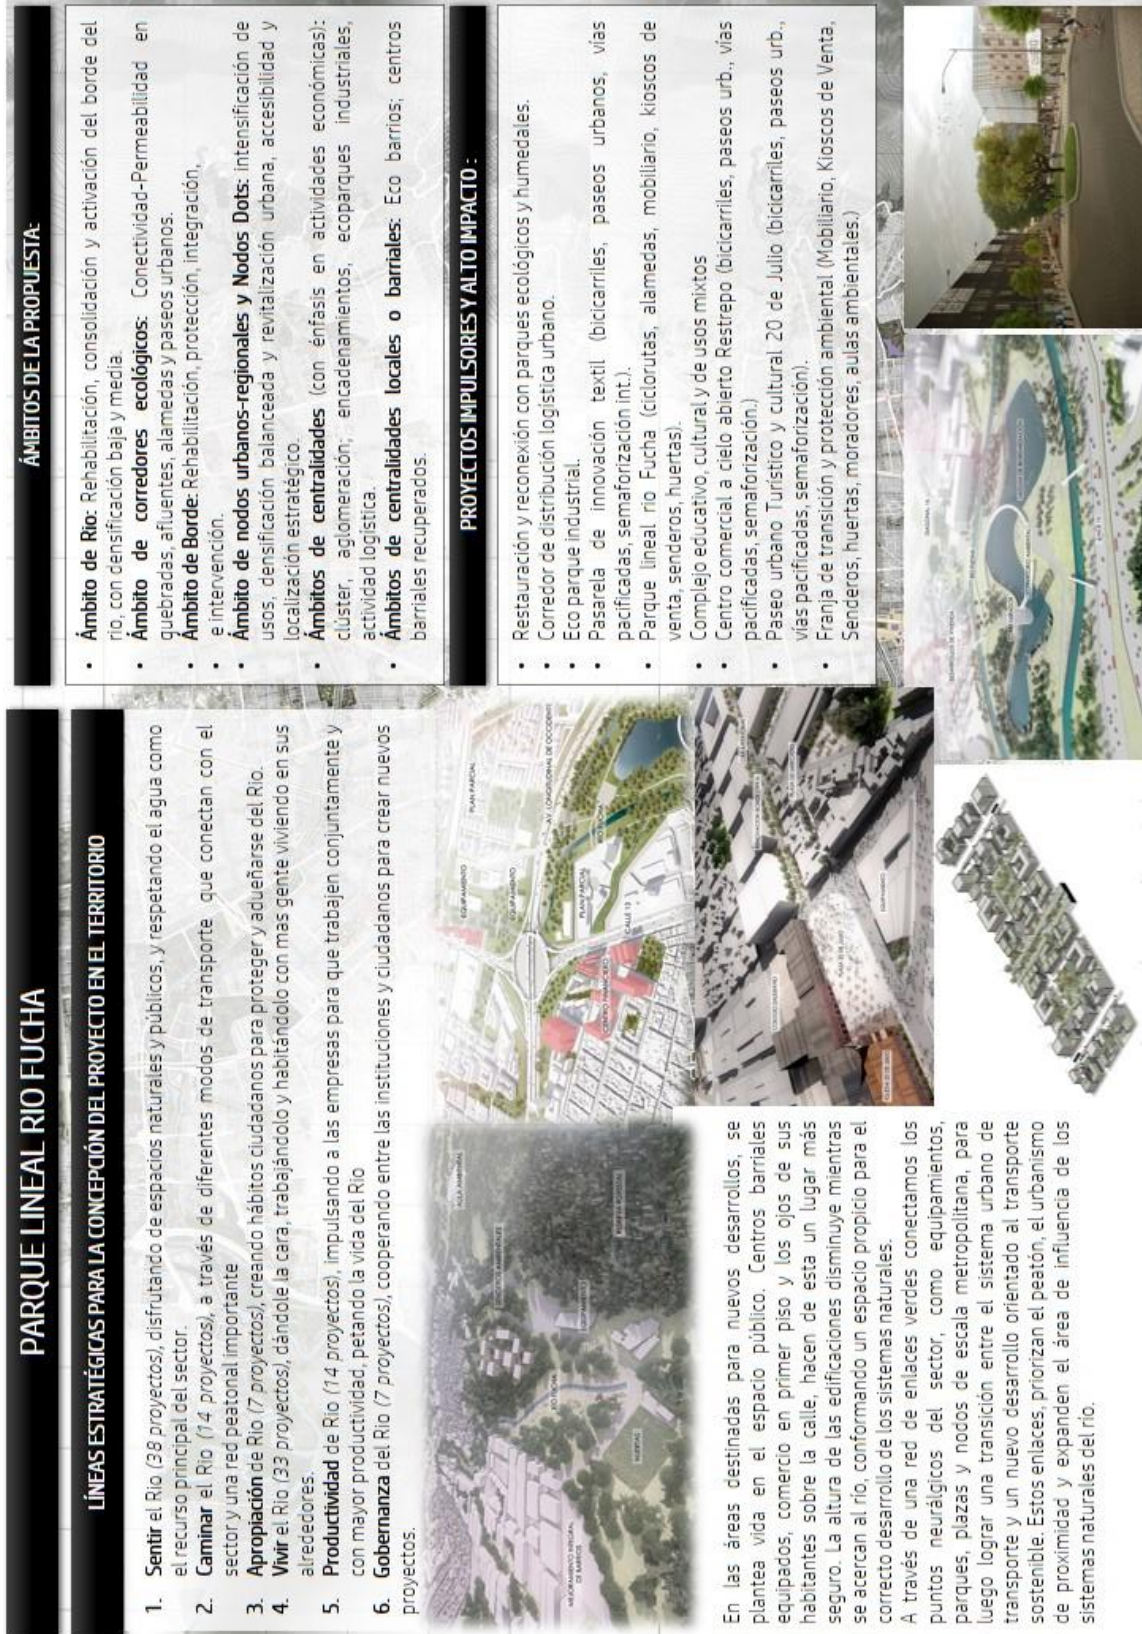 PARQUE LINEAL RIO FUCHA
LÍNEAS ESTRATÉGICAS PARA LA CONCEPCIÓN DEL PROYECTO EN EL TERRITORIO
1. Sentir el Rio (38 proyectos), disfrutando de espacios naturales y públicos, y respetando el agua como
el recurso principal del sector.
2. Caminar el Rio (14 proyectos), a través de diferentes modos de transporte que conectan con el
sector y una red peatonal importante
3. Apropiación de Rio (7 proyectos), creando hábitos ciudadanos para proteger y adueñarse del Rio.
4. Vivir el Rio (33 proyectos), dándole la cara, trabajándolo y habitándolo con mas gente viviendo en sus
alrededores.
5. Productividad de Rio (14 proyectos), impulsando a las empresas para que trabajen conjuntamente y
con mayor productividad, petando la vida del Rio
6. Gobernanza del Rio (7 proyectos), cooperando entre las instituciones y ciudadanos para crear nuevos
proyectos.
AULA AMBIENTAL
RIO FUCHA
HUERTAS
MEJORAMIENTO INTEGRAL
DE BARRIOS
PLAN PARCIAL
EQUIPAMIENTO
EQUIPAMIENTO
AV. LONGITUDINAL DE OCCIDENTE
RIO FUCHA
PLAN PARCIAL
CALLE 13
CENTRO FINANCIERO
En las áreas destinadas para nuevos desarrollos, se
plantea vida en el espacio público. Centros barriales
equipados, comercio en primer piso y los ojos de sus
habitantes sobre la calle, hacen de esta un lugar más
seguro. La altura de las edificaciones disminuye mientras
se acercan al río, conformando un espacio propicio para el
correcto desarrollo de los sistemas naturales.
A través de una red de enlaces verdes conectamos los
puntos neurálgicos del sector, como equipamientos,
parques, plazas y nodos de escala metropolitana, para
luego lograr una transición entre el sistema urbano de
transporte y un nuevo desarrollo orientado al transporte
sostenible. Estos enlaces, priorizan el peatón, el urbanismo
de proximidad y expanden el área de influencia de los
sistemas naturales del río.
EQUIPAMIENTO
ÁMBITOS DE LA PROPUESTA:
• Ámbito de Rio: Rehabilitación, consolidación y activación del borde del
rio, con densificación baja y media.
• Ámbito de corredores ecológicos: Conectividad-Permeabilidad en
quebradas, afluentes, alamedas y paseos urbanos.
• Ámbito de Borde: Rehabilitación, protección, integración,
• e intervención.
• Ámbito de nodos urbanos-regionales y Nodos Dots: intensificación de
usos, densificación balanceada y revitalización urbana, accesibilidad y
localización estratégico.
• Ámbitos de centralidades (con énfasis en actividades económicas):
clúster, aglomeración; encadenamientos, ecoparques industriales,
actividad logística.
• Ámbitos de centralidades locales o barriales: Eco barrios; centros
barriales recuperados.
PROYECTOS IMPULSORES Y ALTO IMPACTO :
• Restauración y reconexión con parques ecológicos y humedales.
• Corredor de distribución logística urbano.
• Eco parque industrial.
• Pasarela de innovación textil (bicicarriles, paseos urbanos, vías
pacificadas, semaforización int.).
• Parque lineal rio Fucha (ciclorutas, alamedas, mobiliario, kioscos de
venta, senderos, huertas).
• Complejo educativo, cultural y de usos mixtos
• Centro comercial a cielo abierto Restrepo (bicicarriles, paseos urb., vías
pacificadas, semaforización.)
• Paseo urbano Turístico y cultural 20 de Julio (bicicarriles, paseos urb.,
vías pacificadas, semaforización).
• Franja de transición y protección ambiental (Mobiliario, Kioscos de Venta,
Senderos, huertas, moradores, aulas ambientales.)